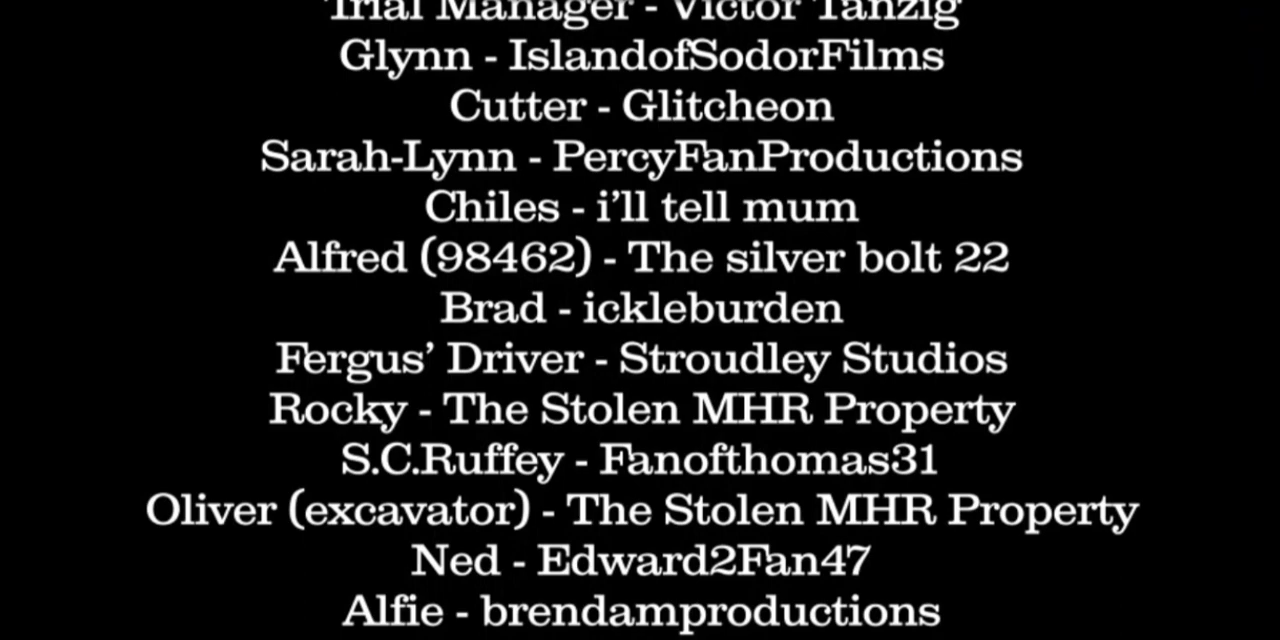 Trial Manager - Victor Tanzig
Glynn - IslandofSodorFilms
Cutter - Glitcheon
Sarah-Lynn - PercyFanProductions
Chiles - i’ll tell mum
Alfred (98462) - The silver bolt 22
Brad - ickleburden
Fergus’ Driver - Stroudley Studios
Rocky - The Stolen MHR Property
S.C.Ruffey - Fanofthomas31
Oliver (excavator) - The Stolen MHR Property
Ned - Edward2Fan47
Alfie - brendamproductions